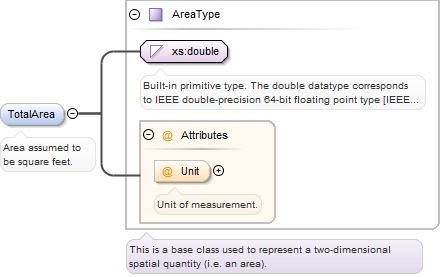 AreaType
xs:double
Built-in primitive type. The double datatype corresponds
to IEEE double-precision 64-bit floating point type [IEEE...
TotalArea
Area assumed to
be square feet.
@ Attributes
@ Unit
Unit of measurement.
This is a base class used to represent a two-dimensional
spatial quantity (i.e. an area).